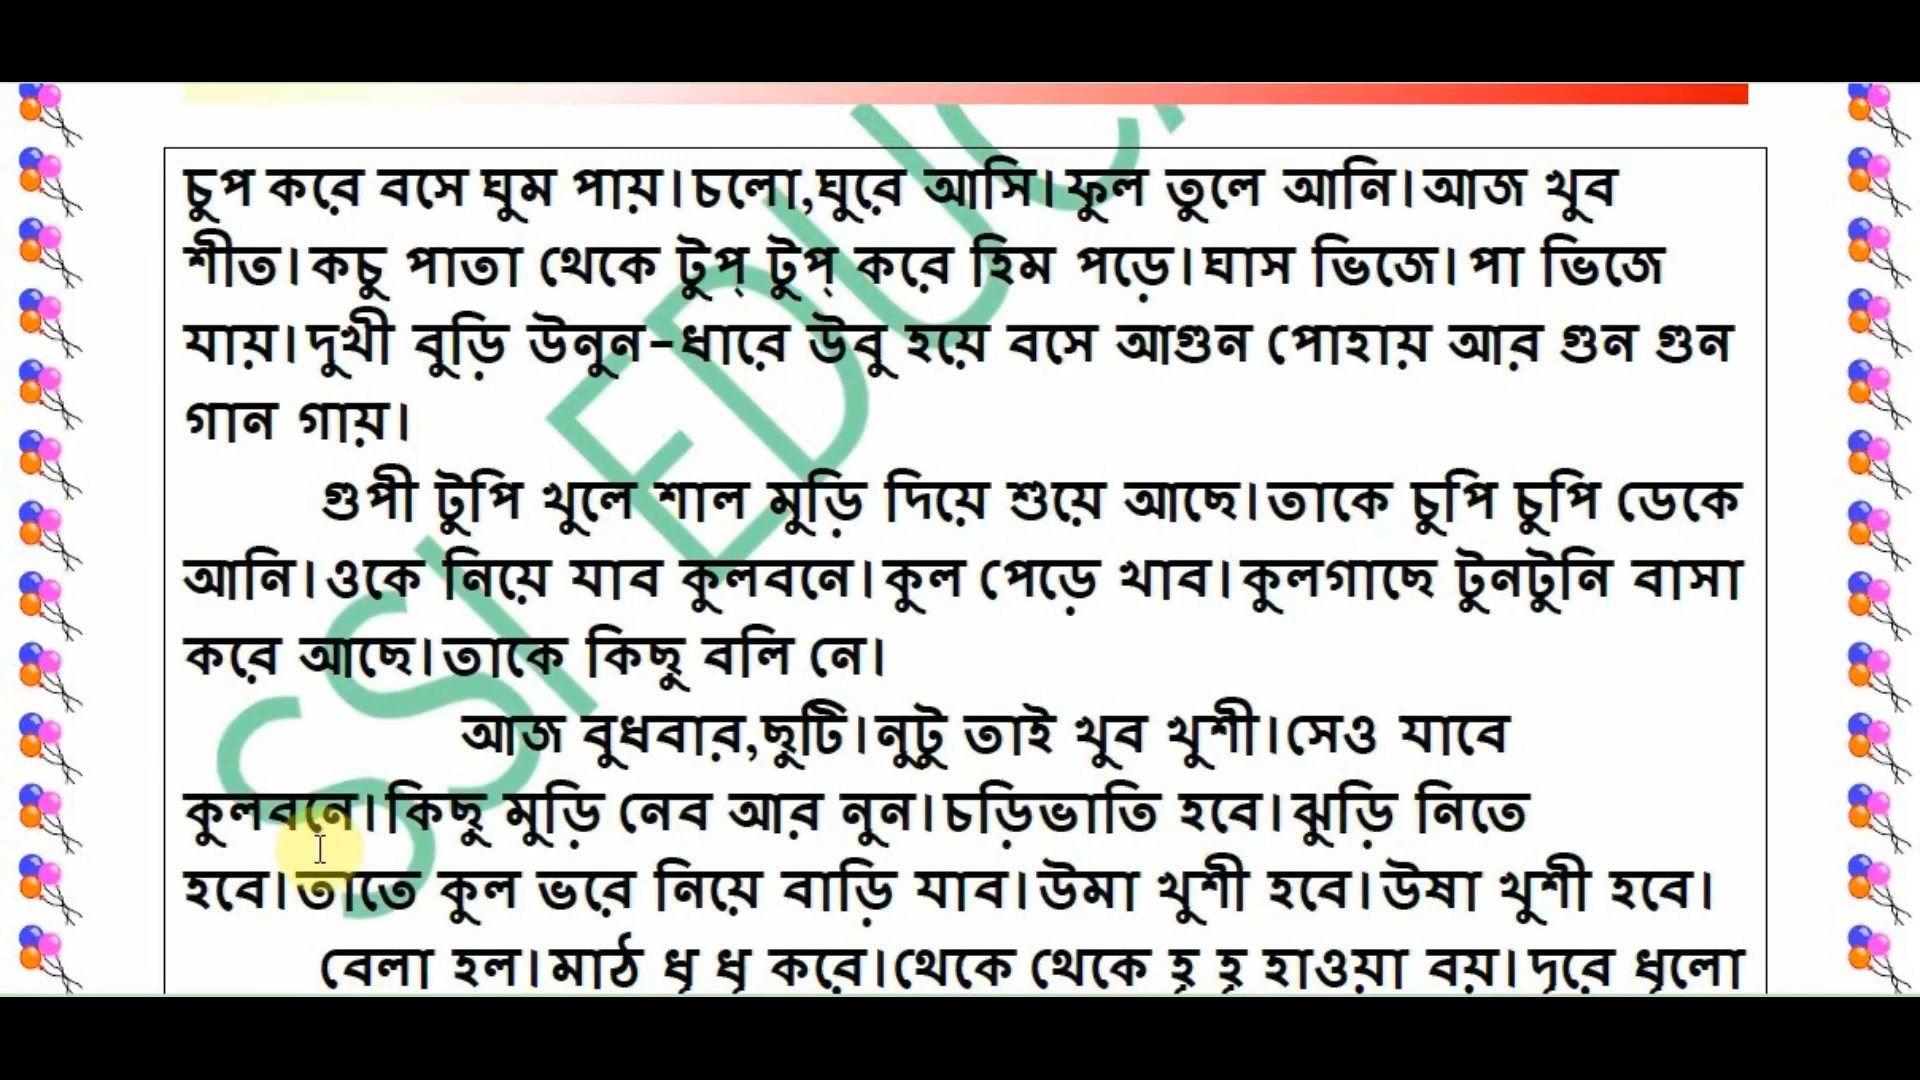 চুপ করে বসে ঘুম পায়।চলো,ঘুরে আসি।ফুল তুলে আনি।আজ খুব
শীত।কচু পাতা থেকে টুপ্ টুপ্ করে হিম পড়ে।ঘাস ভিজে।পা ভিজে
যায়।দুখী বুড়ি উনুন-ধারে উবু হয়ে বসে আগুন পোহায় আর গুন গুন
গান গায়।
গুপী টুপি খুলে শাল মুড়ি দিয়ে শুয়ে আছে।তাকে চুপি চুপি ডেকে
আনি।ওকে নিয়ে যাব কুলবনে।কুল পেড়ে খাব।কুলগাছে টুনটুনি বাসা
করে আছে।তাকে কিছু বলি নে।
আজ বুধবার,ছুটি।নুটু তাই খুব খুশী।সেও যাবে
কুলবনে।কিছু মুড়ি নেব আর নুন।চড়িভাতি হবে।ঝুড়ি নিতে
হবে।তাতে কুল ভরে নিয়ে বাড়ি যাব।উমা খুশী হবে।উষা খুশী হবে।
বেলা হল।মাঠ ধূ ধূ করে।থেকে থেকে হূ হূ হাওয়া বয়।দূরে ধূলো
SSI EDUC